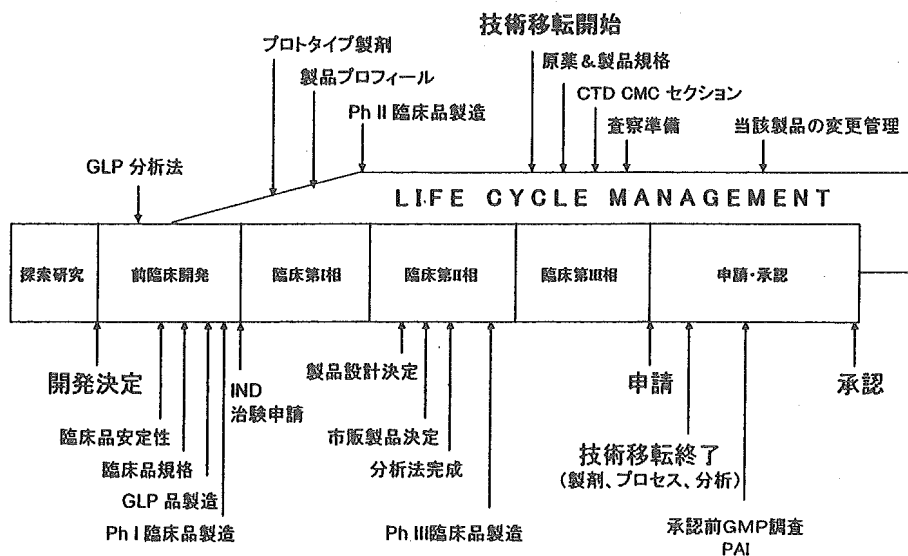 技術移転開始
プロトタイプ製剤
原薬&製品規格
製品プロフィール
CTD CMC セクション
Ph II 臨床品製造
査察準備
当該製品の変更管理
GLP 分析法
LIFE CYCLE MANAGEMENT
探索研究
前臨床開発
臨床第I相
臨床第II相
臨床第III相
申請・承認
開発決定
IND
治験申請
製品設計決定
申請
承認
臨床品安定性
市販製品決定
臨床品規格
分析法完成
技術移転終了
(製剤、プロセス、分析)
GLP 品製造
Ph I 臨床品製造
Ph III臨床品製造
承認前GMP調査
PAI